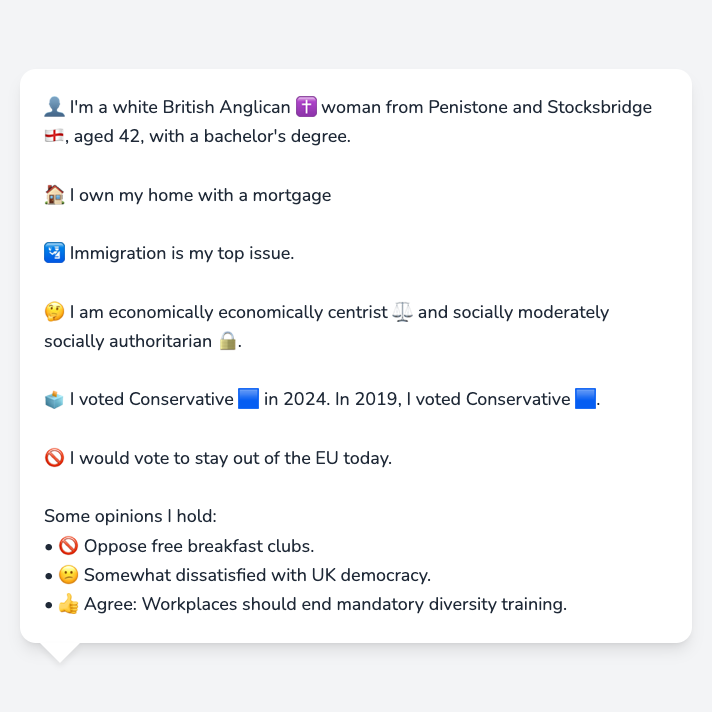 👤 I'm a white British Anglican ✝️ woman from Penistone and Stocksbridge
🏴󠁧󠁢󠁥󠁮󠁧󠁿, aged 42, with a bachelor's degree.
🏠 I own my home with a mortgage
🛂 Immigration is my top issue.
🤔 I am economically economically centrist ⚖️ and socially moderately
socially authoritarian 🔒.
🗳️ I voted Conservative 🟦 in 2024. In 2019, I voted Conservative 🟦.
🚫 I would vote to stay out of the EU today.
Some opinions I hold:
• 🚫 Oppose free breakfast clubs.
• 😕 Somewhat dissatisfied with UK democracy.
• 👍 Agree: Workplaces should end mandatory diversity training.